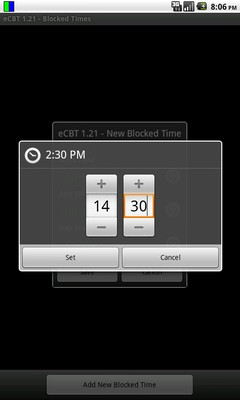 8:06 PM
eCBT 1.21 - Blocked Times
eCBT 1.21 - New Blocked Time
2:30 PM
+ +
14 30
- -
Set Cancel
Add New Blocked Time